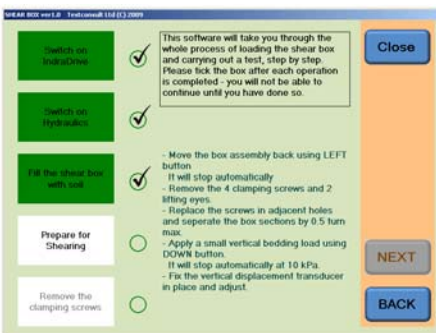 SHEAR BOX ver1.0 Testconsult Ltd (C) 2009
Switch on
IndraDrive
This software will take you through the
whole process of loading the shear box
and carrying out a test, step by step.
Please tick the box after each operation
is completed - you will not be able to
continue until you have done so.
Close
Switch on
Hydraulics
Fill the shear box
with soil
- Move the box assembly back using LEFT
button
It will stop automatically
- Remove the 4 clamping screws and 2
lifting eyes.
- Replace the screws in adjacent holes
and seperate the box sections by 0.5 turn
max.
- Apply a small vertical bedding load using
DOWN button.
It will stop automatically at 10 kPa.
- Fix the vertical displacement transducer
in place and adjust.
Prepare for
Shearing
NEXT
Remove the
clamping screws
BACK